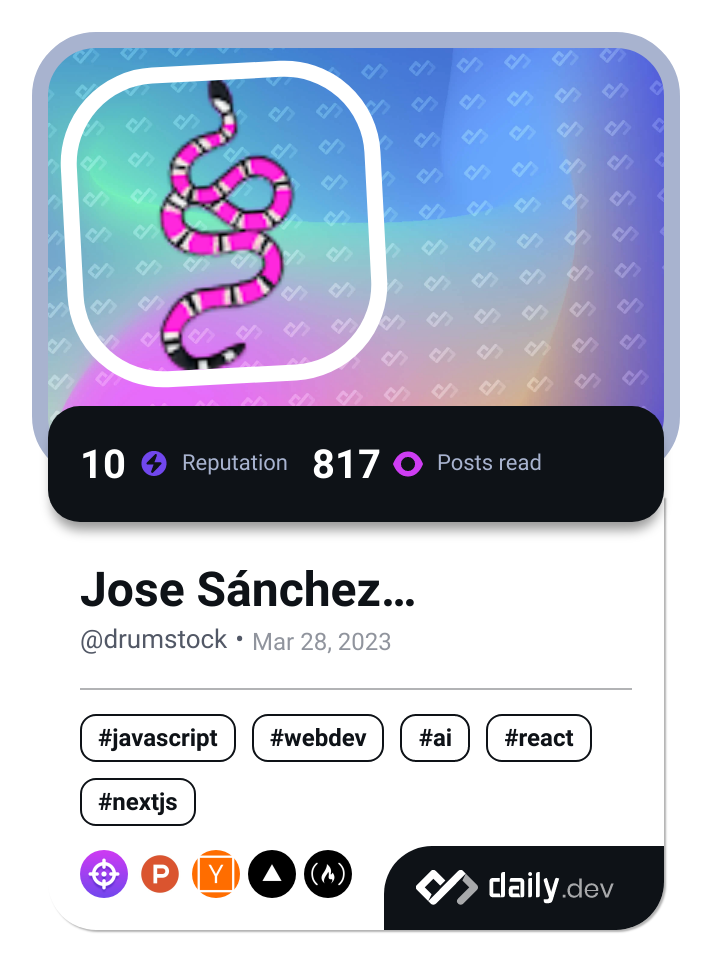 10 Reputation 817 Posts read
Jose Sánchez...
@drumstock • Mar 28, 2023
#javascript #webdev #ai #react
#nextjs
P Y
daily.dev